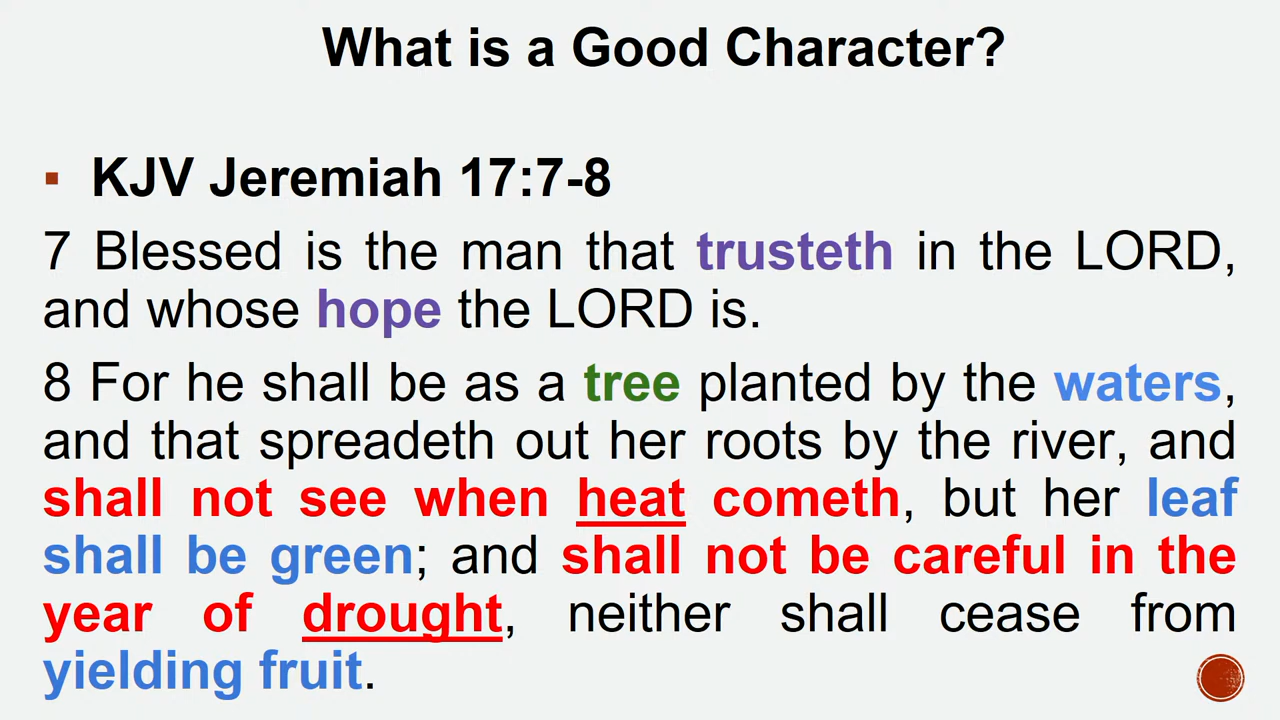 What is a Good Character?
▪ KJV Jeremiah 17:7-8
7 Blessed is the man that trusteth in the LORD,
and whose hope the LORD is.
8 For he shall be as a tree planted by the waters,
and that spreadeth out her roots by the river, and
shall not see when heat cometh, but her leaf
shall be green; and shall not be careful in the
year of drought, neither shall cease from
yielding fruit.